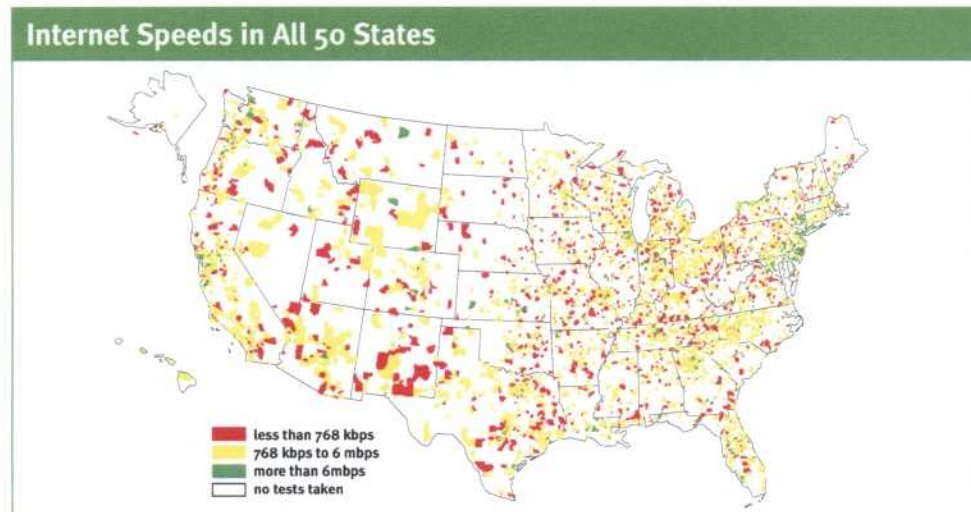 Internet Speeds in All 50 States
less than 768 kbps
768 kbps to 6 mbps
more than 6mbps
no tests taken